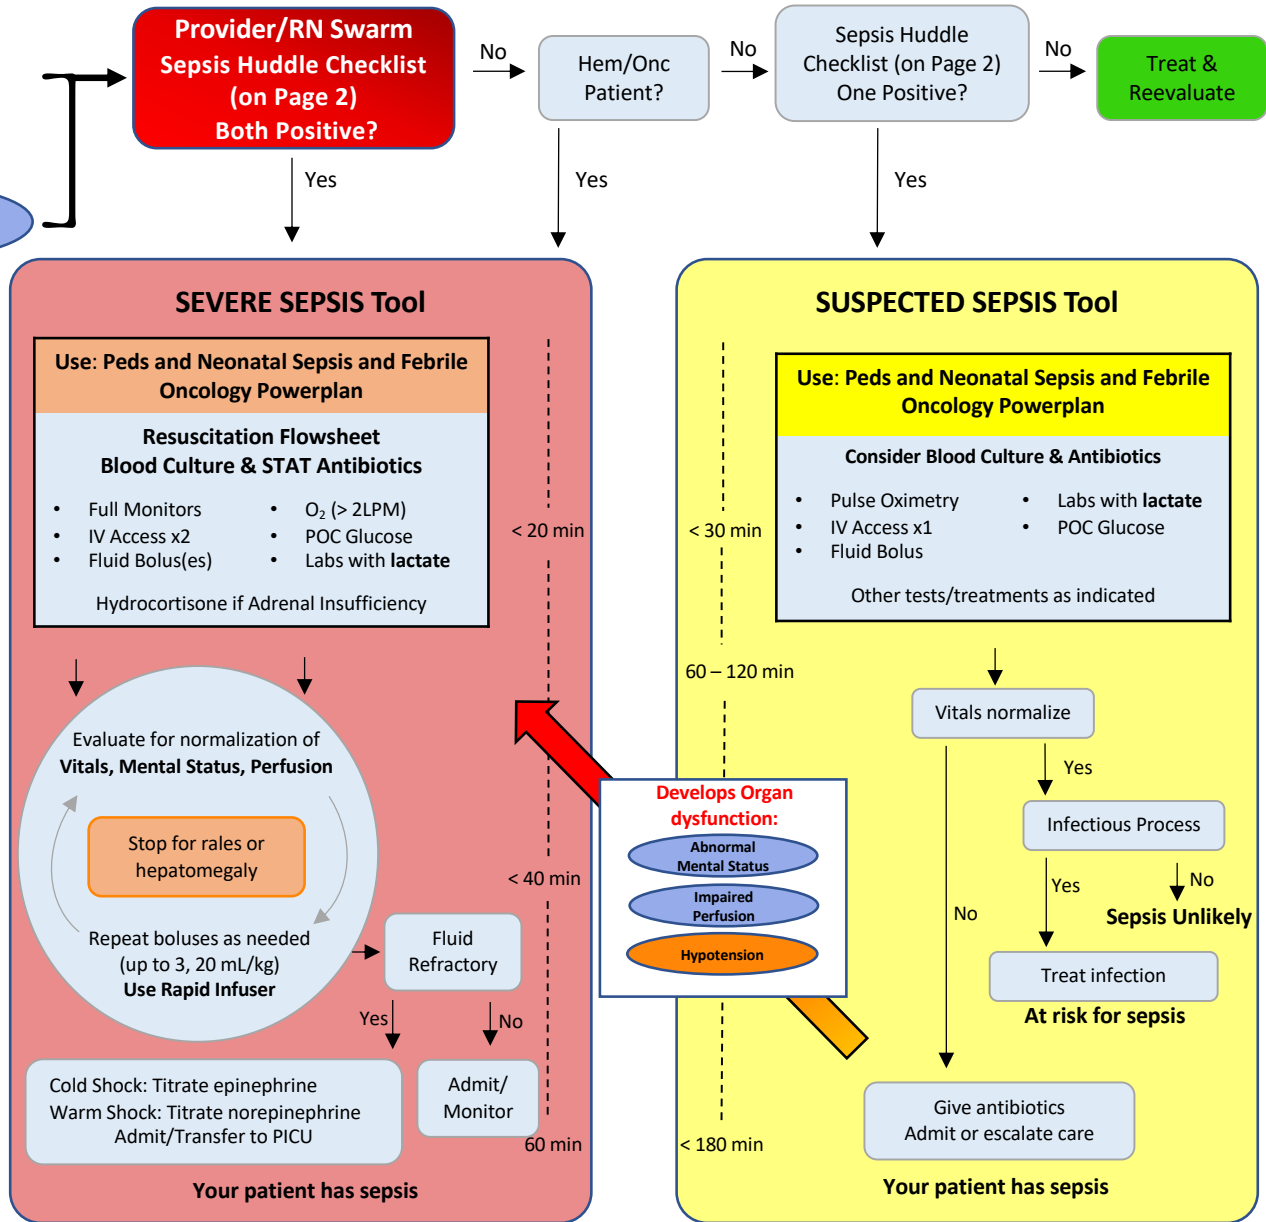 Provider/RN Swarm
Sepsis Huddle Checklist
(on Page 2)
Both Positive?
No
Hem/Onc
Patient?
No
Sepsis Huddle
Checklist (on Page 2)
One Positive?
No
Treat &
Reevaluate
Yes
Yes
Yes
SEVERE SEPSIS Tool
Use: Peds and Neonatal Sepsis and Febrile
Oncology Powerplan
Resuscitation Flowsheet
Blood Culture & STAT Antibiotics
• Full Monitors
• IV Access x2
• Fluid Bolus(es)
• O₂ (> 2LPM)
• POC Glucose
• Labs with lactate
Hydrocortisone if Adrenal Insufficiency
< 20 min
Evaluate for normalization of
Vitals, Mental Status, Perfusion
Stop for rales or
hepatomegaly
Repeat boluses as needed
(up to 3, 20 mL/kg)
Use Rapid Infuser
< 40 min
Fluid
Refractory
Yes
No
Cold Shock: Titrate epinephrine
Warm Shock: Titrate norepinephrine
Admit/Transfer to PICU
Admit/
Monitor
60 min
Your patient has sepsis
Develops Organ
dysfunction:
Abnormal
Mental Status
Impaired
Perfusion
Hypotension
SUSPECTED SEPSIS Tool
Use: Peds and Neonatal Sepsis and Febrile
Oncology Powerplan
Consider Blood Culture & Antibiotics
• Pulse Oximetry
• IV Access x1
• Fluid Bolus
• Labs with lactate
• POC Glucose
Other tests/treatments as indicated
< 30 min
60 – 120 min
Vitals normalize
Yes
Infectious Process
No
Yes
No
Sepsis Unlikely
Treat infection
At risk for sepsis
Give antibiotics
Admit or escalate care
< 180 min
Your patient has sepsis